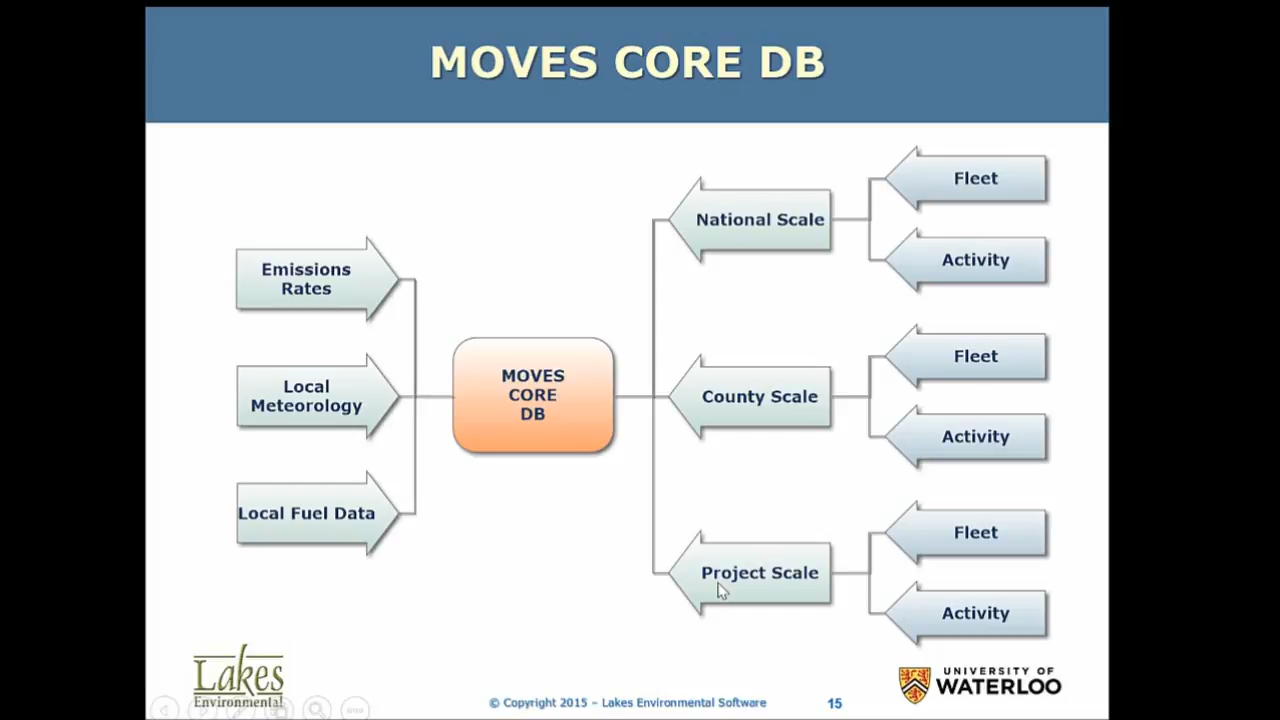 MOVES CORE DB
Emissions
Rates
Local
Meteorology
Local Fuel Data
MOVES
CORE
DB
National Scale
Fleet
Activity
County Scale
Fleet
Activity
Project Scale
Fleet
Activity
Lakes
Environmental
© Copyright 2015 – Lakes Environmental Software
15
UNIVERSITY OF
WATERLOO